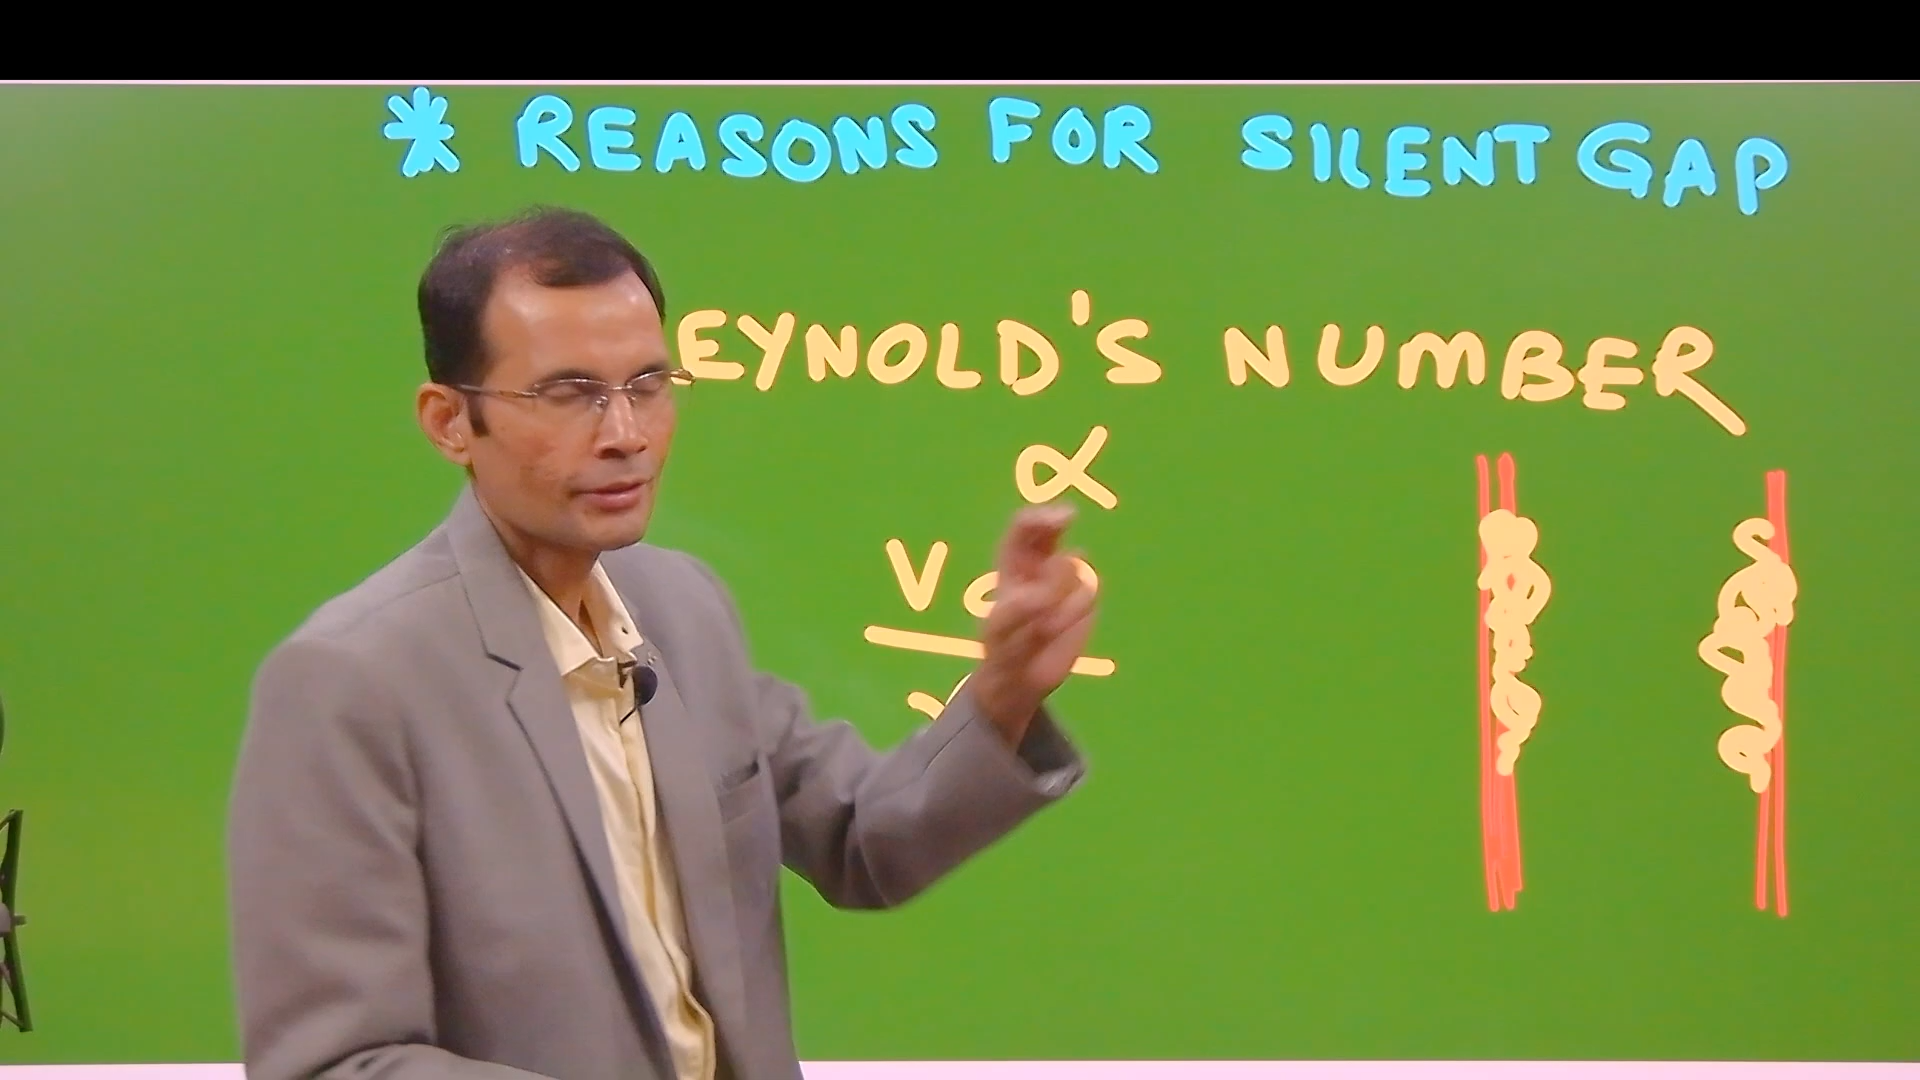 * REASONS FOR SILENT GAP
EYNOLD'S NUMBER
∝
V